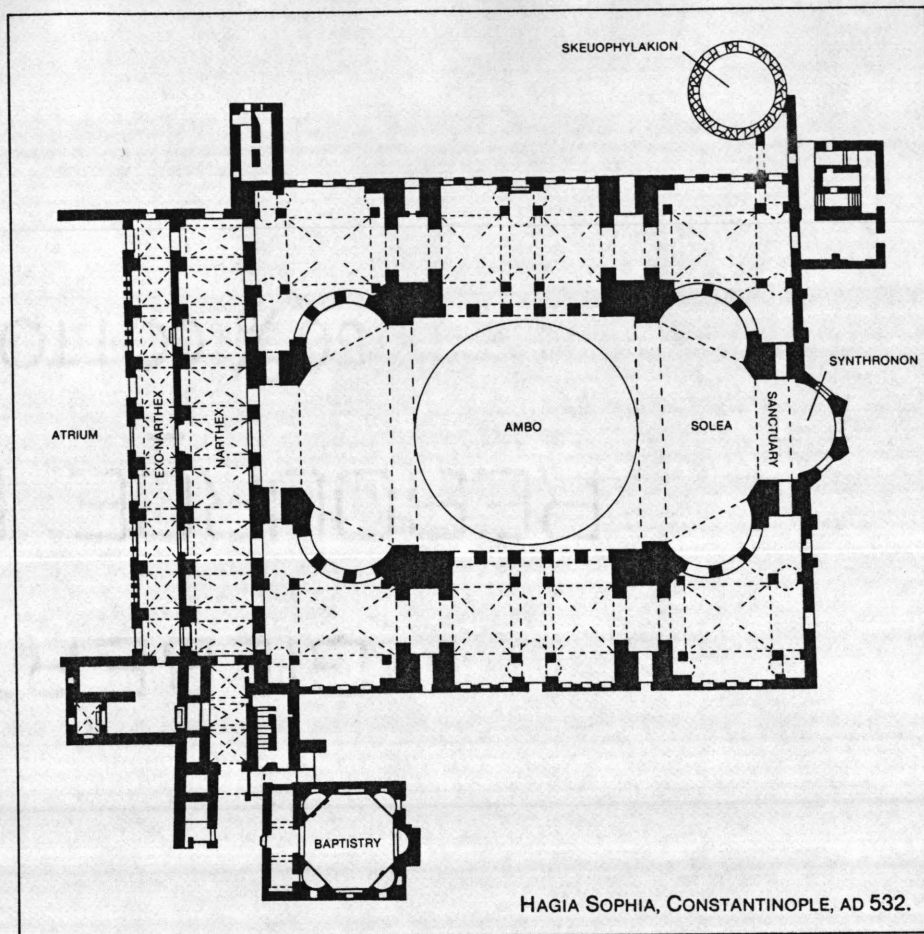 SKEUOPHYLAKION
SYNTHRONON
ATRIUM
EXO-NARTHEX
NARTHEX
AMBO
SOLEA
SANCTUARY
BAPTISTRY
HAGIA SOPHIA, CONSTANTINOPLE, AD 532.